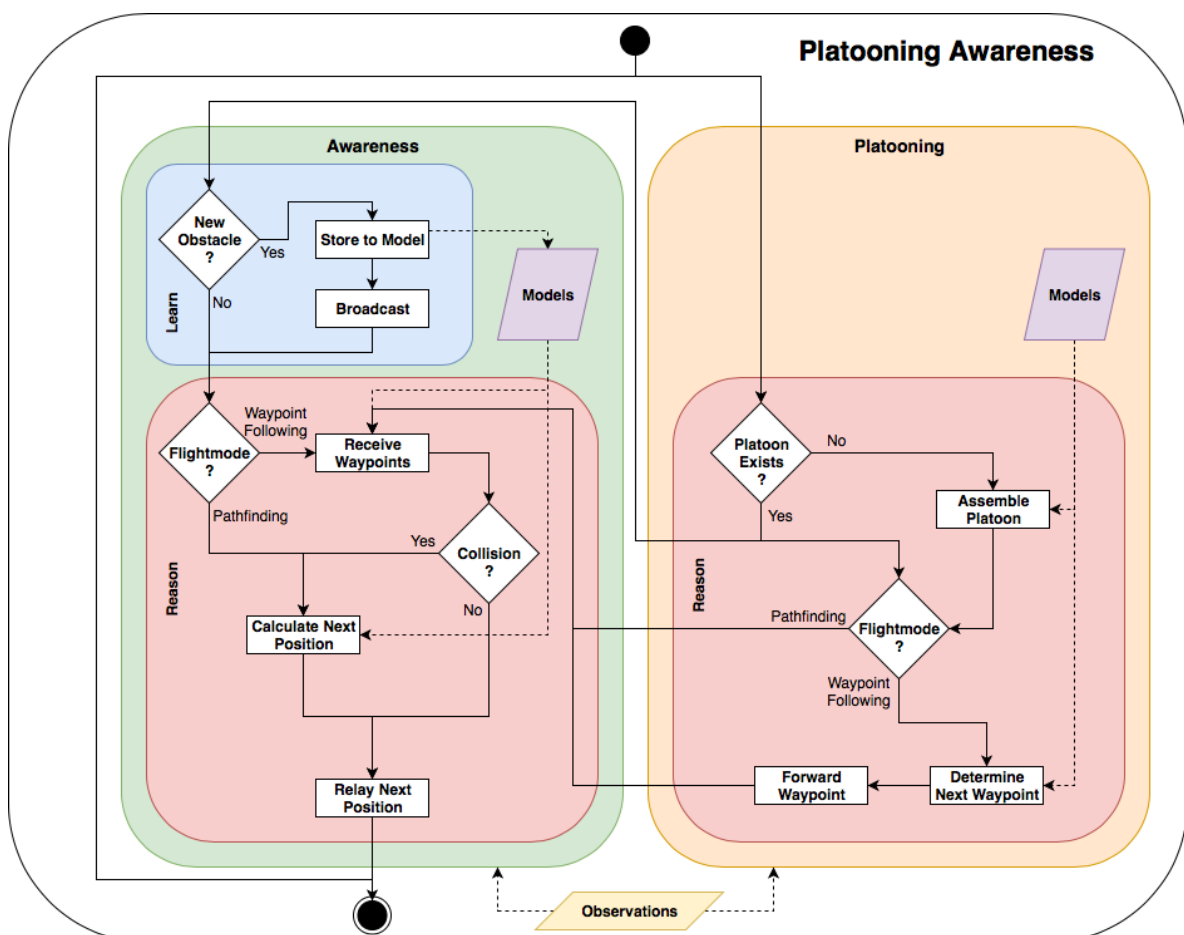 Platooning Awareness
Awareness
New
Obstacle
?
Yes
No
Store to Model
Broadcast
Learn
Models
Flightmode
?
Waypoint
Following
Pathfinding
Receive
Waypoints
Collision
?
Yes
No
Reason
Calculate Next
Position
Relay Next
Position
Platooning
Models
Platoon
Exists
?
No
Yes
Assemble
Platoon
Reason
Flightmode
?
Pathfinding
Waypoint
Following
Forward
Waypoint
Determine
Next Waypoint
Observations